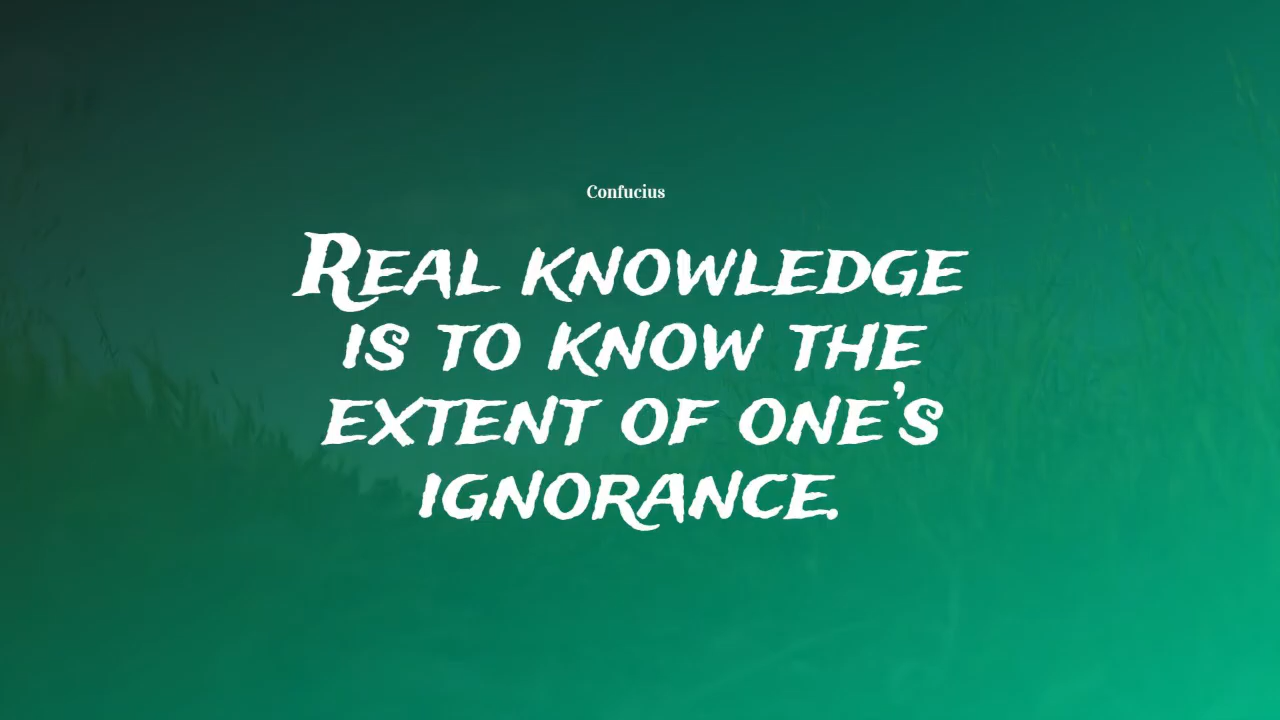 Confucius
Real knowledge
is to know the
extent of one's
ignorance.